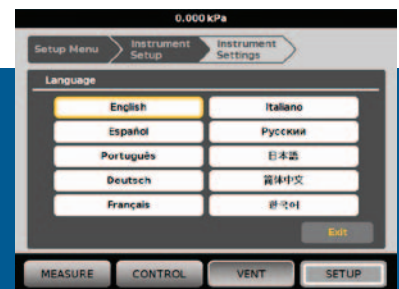 0.000 kPa
Setup Menu
Instrument
Setup
Instrument
Settings
Language
English
Italiano
Español
Русский
Português
日本語
Deutsch
简体中文
Français
한국어
Exit
MEASURE
CONTROL
VENT
SETUP